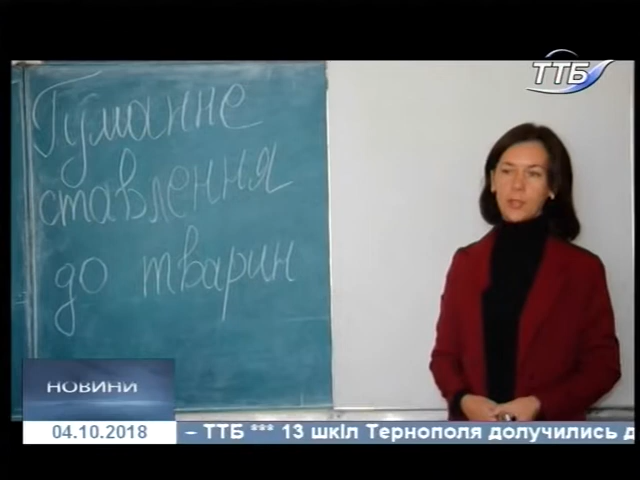 ТТБ
Гуманне
ставлення
до тварин
НОВИНИ
04.10.2018
– ТТБ *** 13 шкіл Тернополя долучились д